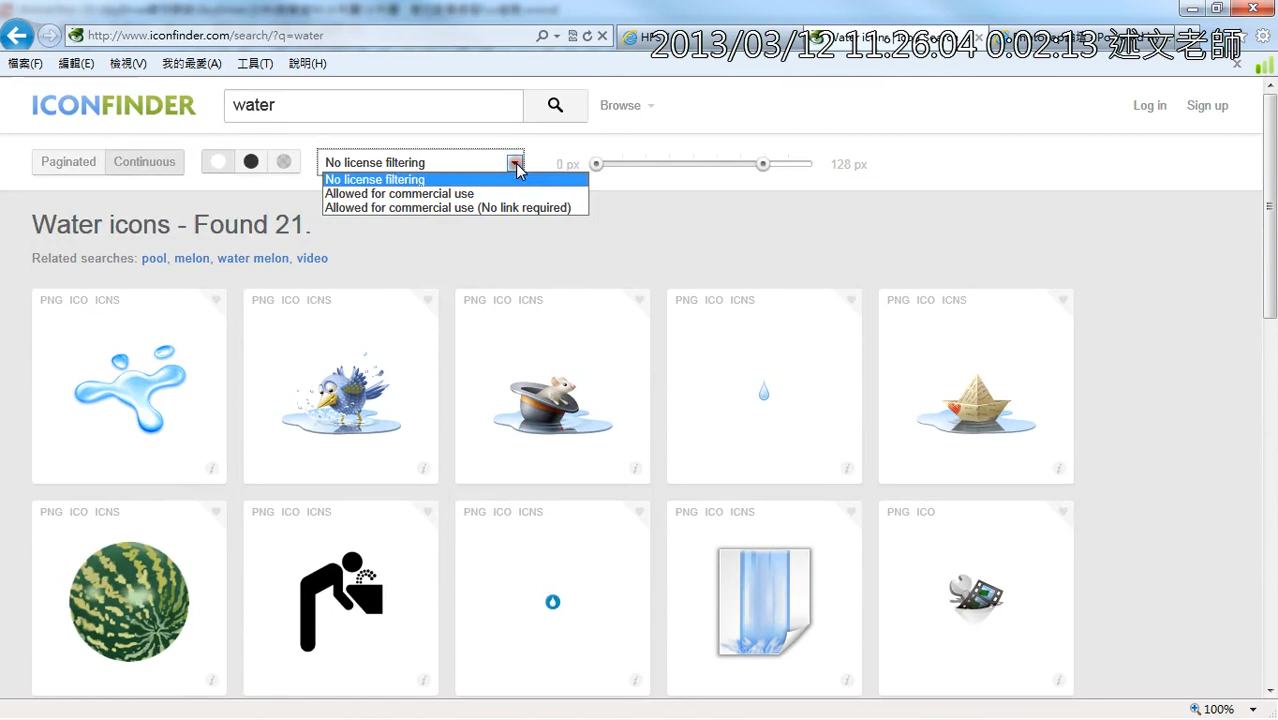 http://www.iconfinder.com/search/?q=water
2013/03/12 11:26:04 0:02:13 述文老師
檔案(F) 編輯(E) 檢視(V) 我的最愛(A) 工具(T) 說明(H)
ICONFINDER water Browse Log in Sign up
Paginated Continuous No license filtering 0 px 128 px
No license filtering
Allowed for commercial use
Allowed for commercial use (No link required)
Water icons - Found 21.
Related searches: pool, melon, water melon, video
PNG ICO ICNS PNG ICO ICNS PNG ICO ICNS PNG ICO ICNS PNG ICO ICNS
PNG ICO ICNS PNG ICO ICNS PNG ICO ICNS PNG ICO ICNS PNG ICO
100%